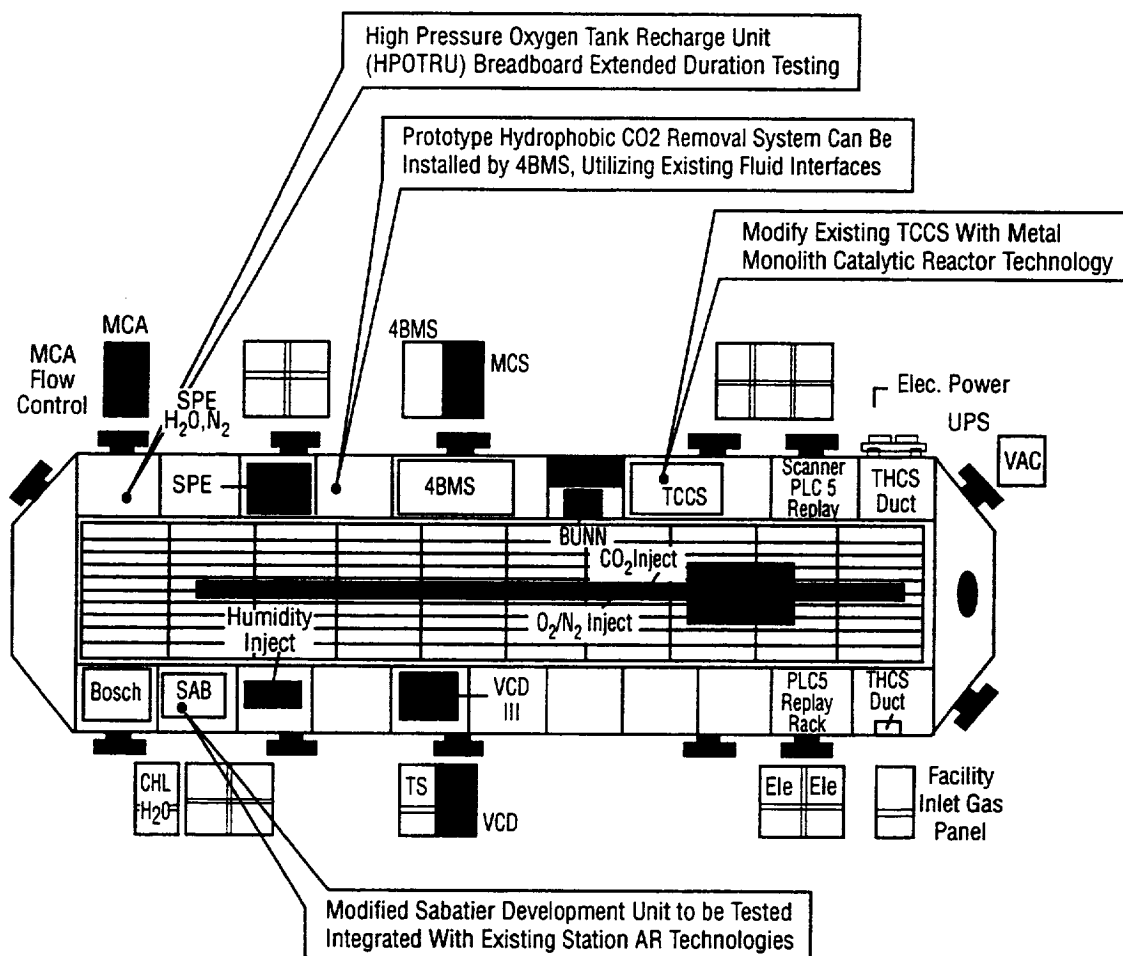 High Pressure Oxygen Tank Recharge Unit
(HPOTRU) Breadboard Extended Duration Testing
Prototype Hydrophobic CO2 Removal System Can Be
Installed by 4BMS, Utilizing Existing Fluid Interfaces
Modify Existing TCCS With Metal
Monolith Catalytic Reactor Technology
MCA
MCA
Flow
Control
SPE
H2O,N2
4BMS
MCS
Elec. Power
UPS
VAC
SPE
4BMS
TCCS
Scanner
PLC 5
Replay
THCS
Duct
BUNN
CO2Inject
Humidity
Inject
O2/N2 Inject
Bosch
SAB
VCD
III
PLC5
Replay
Rack
THCS
Duct
CHL
H2O
TS
VCD
Ele Ele
Facility
Inlet Gas
Panel
Modified Sabatier Development Unit to be Tested
Integrated With Existing Station AR Technologies